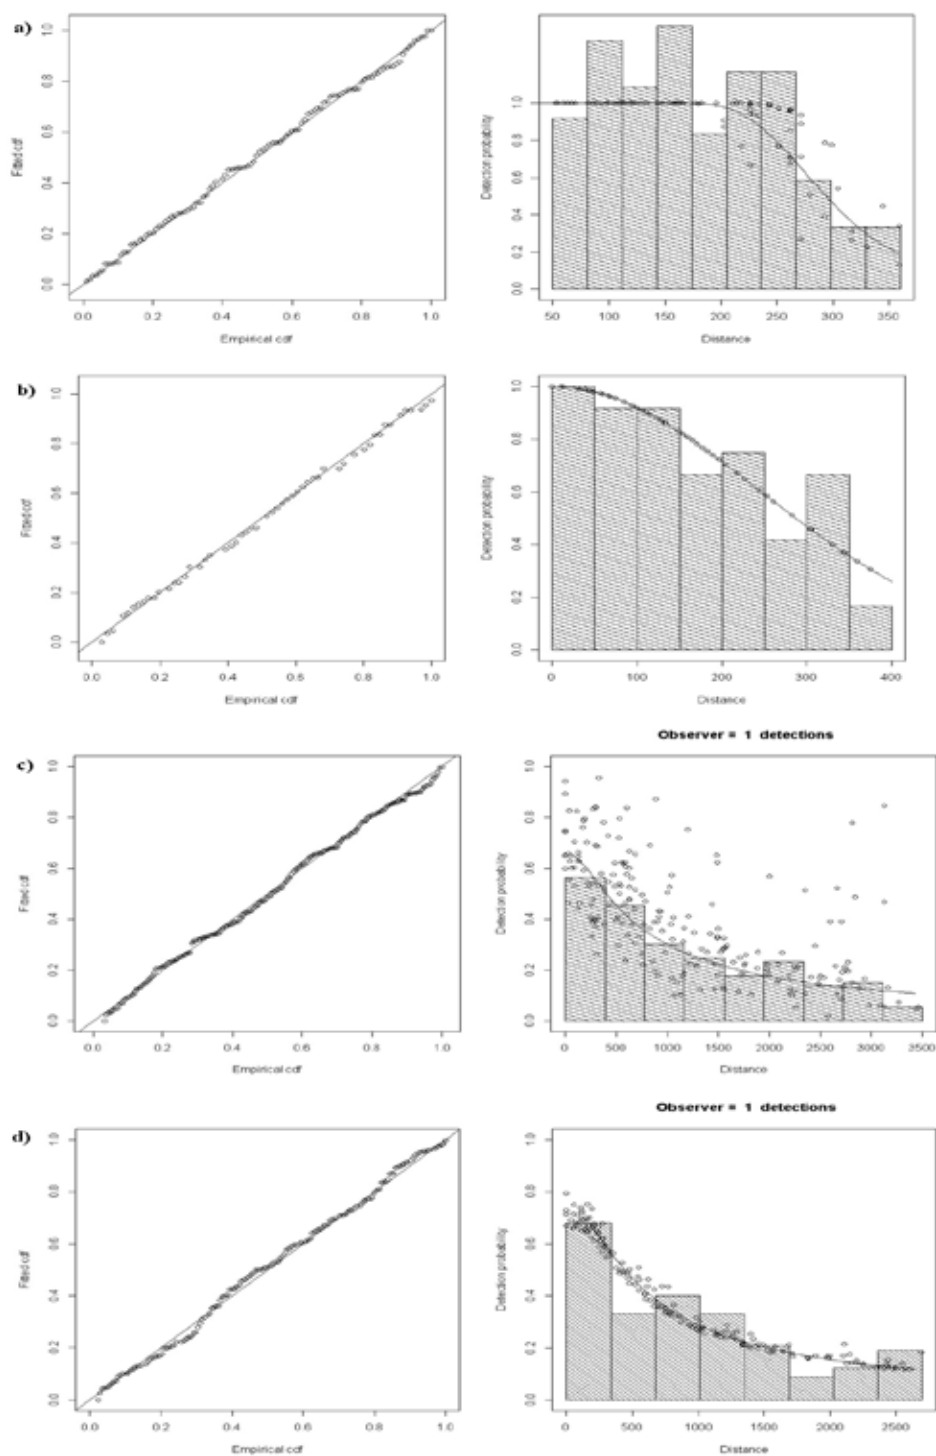 a)
Fitted cdf
0.0 0.2 0.4 0.6 0.8 1.0
0.0 0.2 0.4 0.6 0.8 1.0
Empirical cdf
Detection probability
0.0 0.2 0.4 0.6 0.8 1.0
50 100 150 200 250 300 350
Distance
b)
Fitted cdf
0.0 0.2 0.4 0.6 0.8 1.0
0.0 0.2 0.4 0.6 0.8 1.0
Empirical cdf
Detection probability
0.0 0.2 0.4 0.6 0.8 1.0
0 100 200 300 400
Distance
c)
Fitted cdf
0.0 0.2 0.4 0.6 0.8 1.0
0.0 0.2 0.4 0.6 0.8 1.0
Empirical cdf
Observer = 1 detections
Detection probability
0.0 0.2 0.4 0.6 0.8 1.0
0 500 1000 1500 2000 2500 3000 3500
Distance
d)
Fitted cdf
0.0 0.2 0.4 0.6 0.8 1.0
0.0 0.2 0.4 0.6 0.8 1.0
Empirical cdf
Observer = 1 detections
Detection probability
0.0 0.2 0.4 0.6 0.8 1.0
0 500 1000 1500 2000 2500
Distance